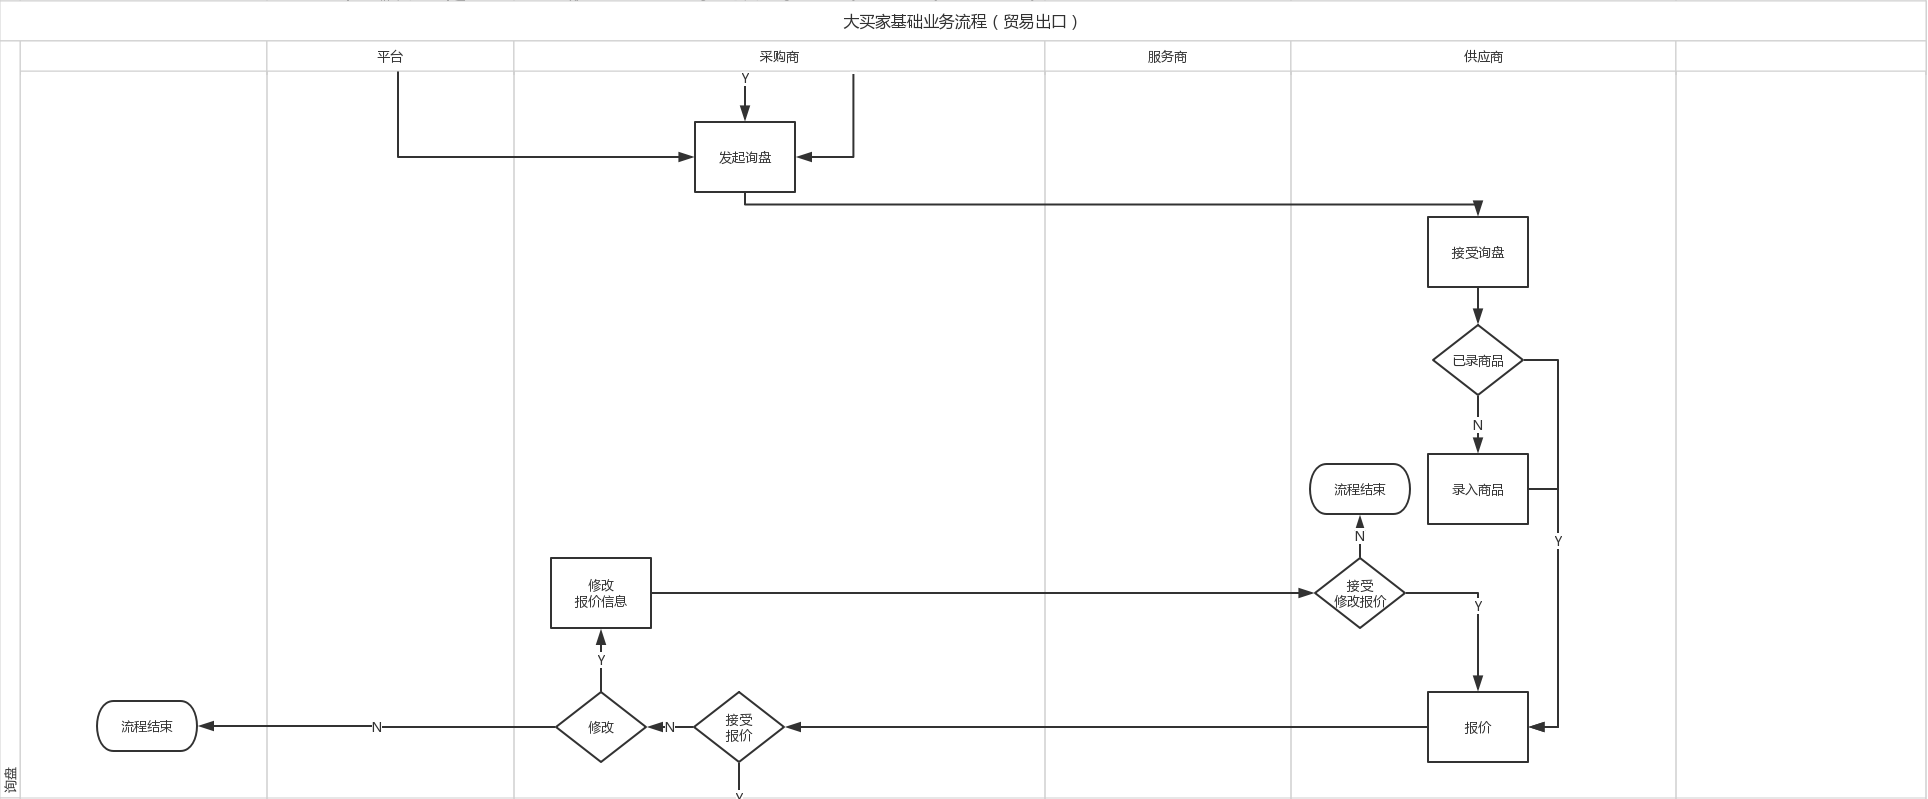 大买家基础业务流程（贸易出口）
平台
采购商
服务商
供应商
Y
发起询盘
接受询盘
已录商品
N
流程结束
录入商品
N
Y
修改
报价信息
接受
修改报价
Y
Y
流程结束
N
修改
N
接受
报价
报价
询盘
Y